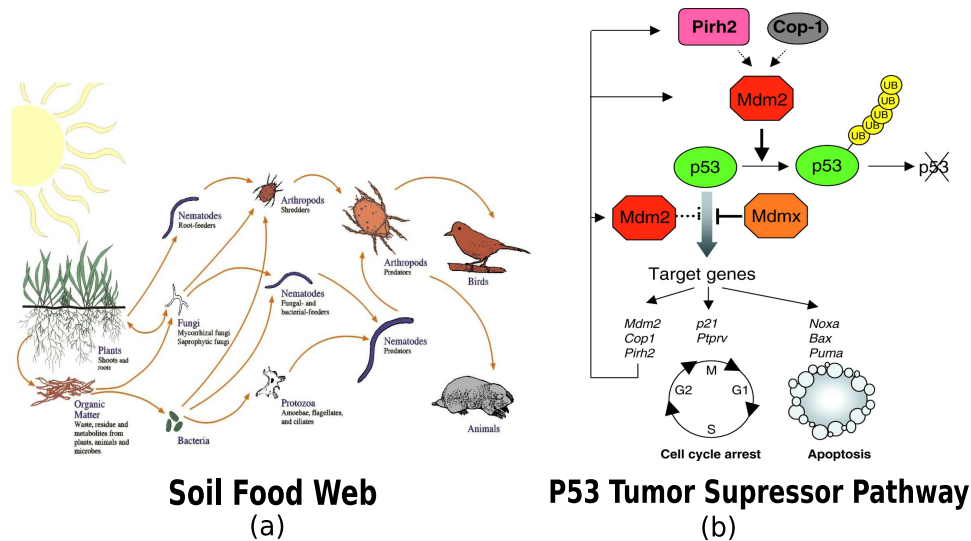 Nematodes
Root-feeders
Arthropods
Shredders
Arthropods
Predators
Birds
Nematodes
Fungal- and
bacterial-feeders
Fungi
Mycorrhizal fungi
Saprophytic fungi
Plants
Shoots and
roots
Nematodes
Predators
Organic
Matter
Waste, residue and
metabolites from
plants, animals and
microbes.
Bacteria
Protozoa
Amoebae, flagellates,
and ciliates
Animals
Soil Food Web
(a)
Pirh2
Cop-1
Mdm2
UB
UB
UB
UB
p53
p53
p53
Mdm2
Mdmx
Target genes
Mdm2
Cop1
Pirh2
p21
Ptprv
Noxa
Bax
Puma
M
G2
G1
S
Cell cycle arrest
Apoptosis
P53 Tumor Supressor Pathway
(b)